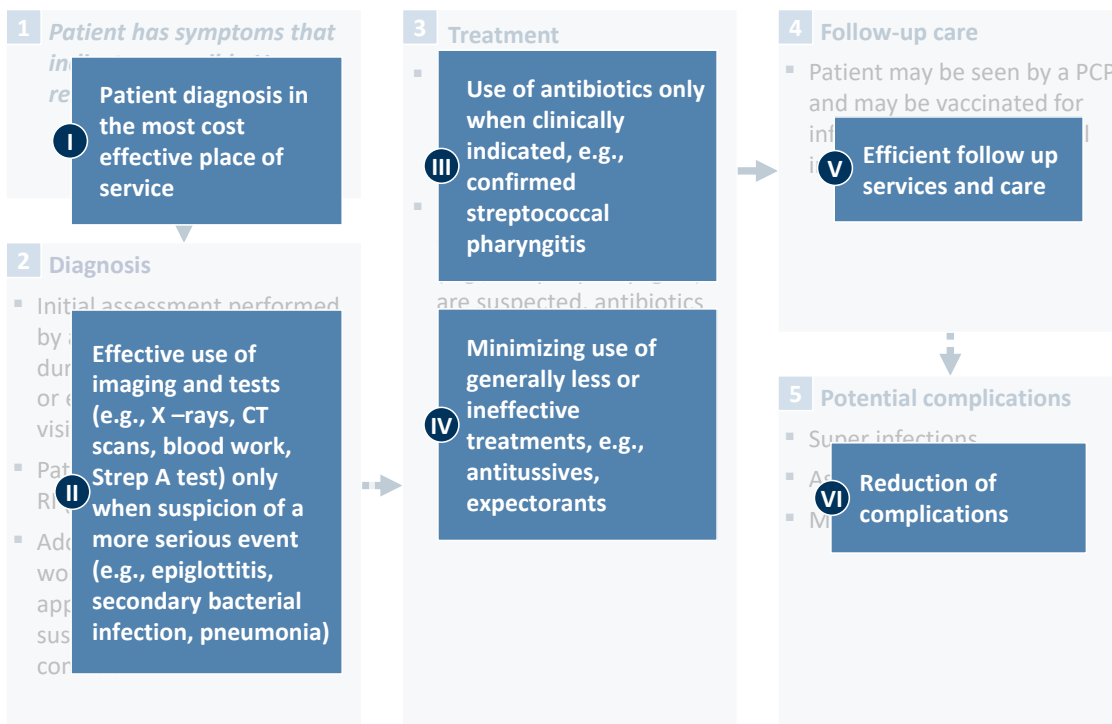 1 Patient has symptoms that
I
Patient diagnosis in
the most cost
effective place of
service
2 Diagnosis
▪ Initial assessment performed
by
or
II
Effective use of
imaging and tests
(e.g., X –rays, CT
scans, blood work,
Strep A test) only
when suspicion of a
more serious event
(e.g., epiglottitis,
secondary bacterial
infection, pneumonia)
3 Treatment
III
Use of antibiotics only
when clinically
indicated, e.g.,
confirmed
streptococcal
pharyngitis
are suspected, antibiotics
IV
Minimizing use of
generally less or
ineffective
treatments, e.g.,
antitussives,
expectorants
4 Follow-up care
▪ Patient may be seen by a PCP
and may be vaccinated for
V
Efficient follow up
services and care
5 Potential complications
▪ Super infections
VI
Reduction of
complications